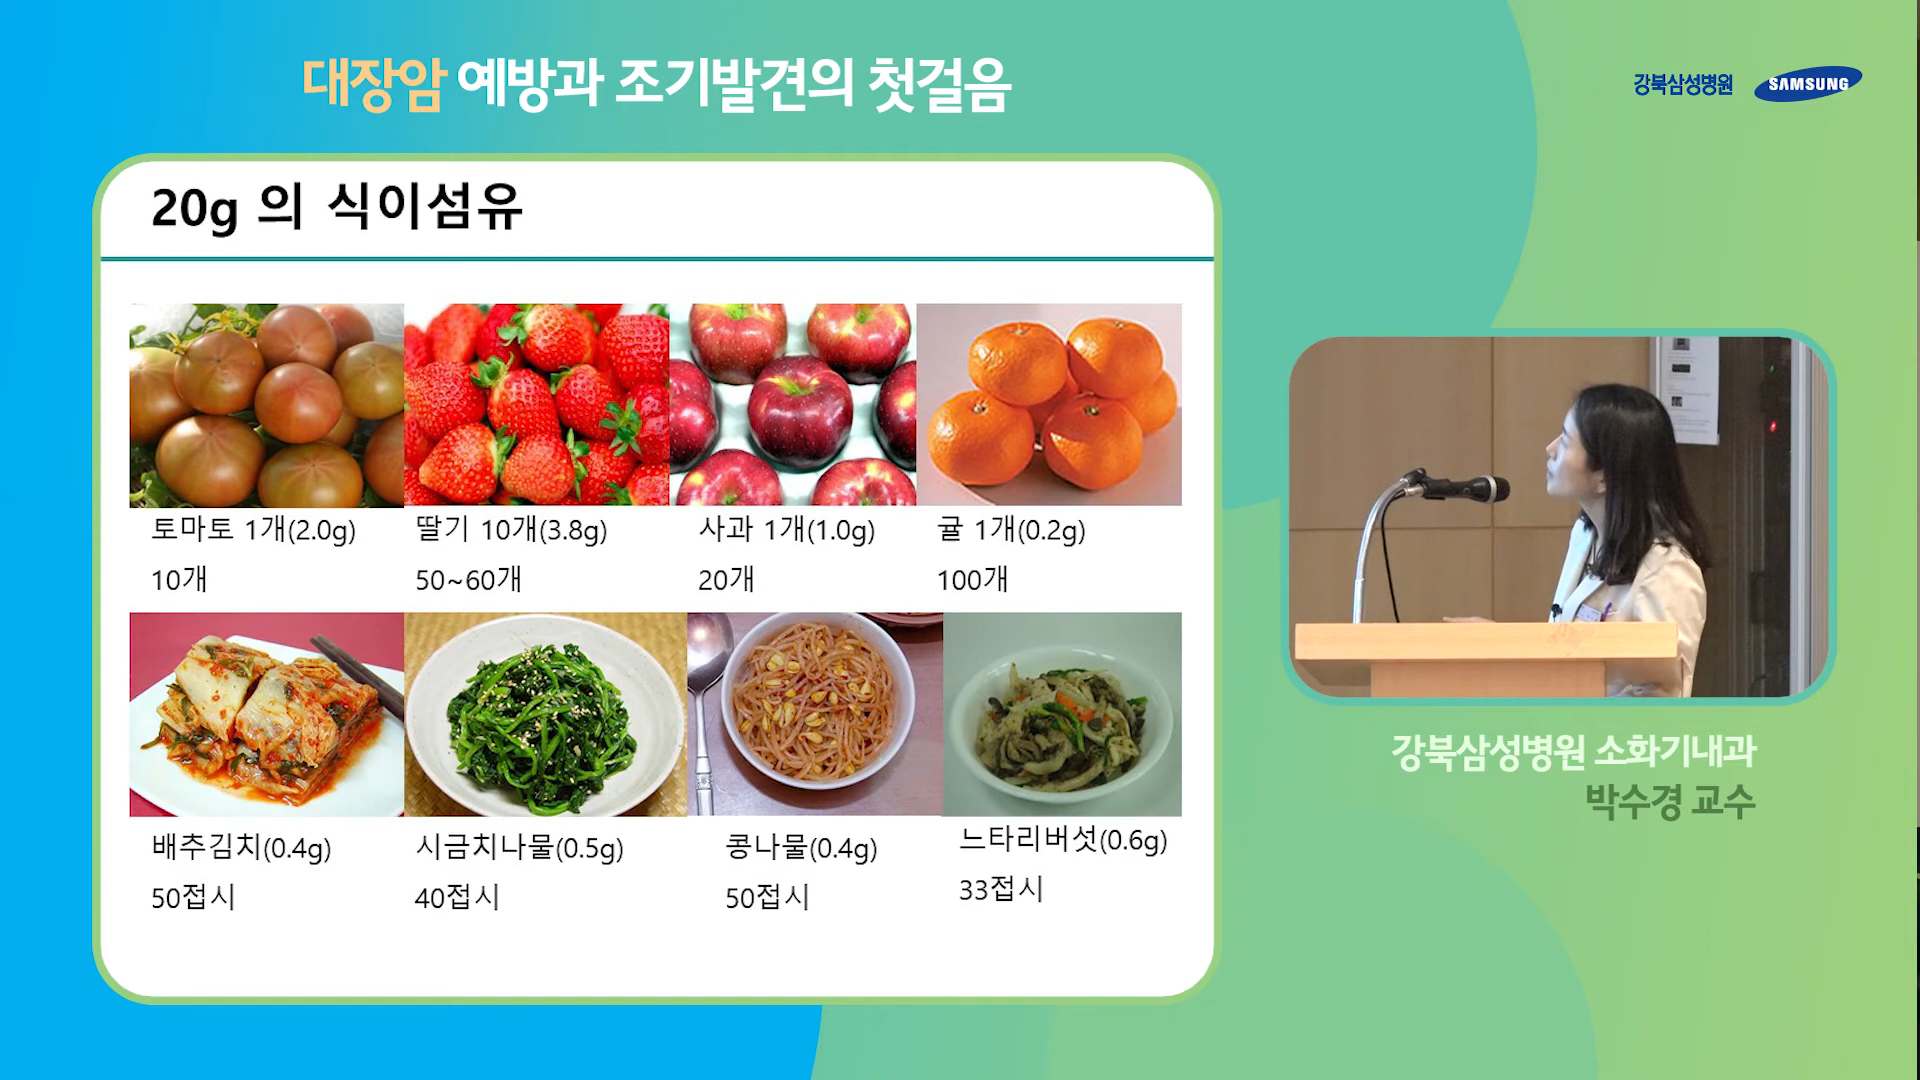 대장암 예방과 조기발견의 첫걸음
강북삼성병원 SAMSUNG
20g 의 식이섬유
토마토 1개(2.0g)
10개
딸기 10개(3.8g)
50~60개
사과 1개(1.0g)
20개
귤 1개(0.2g)
100개
배추김치(0.4g)
50접시
시금치나물(0.5g)
40접시
콩나물(0.4g)
50접시
느타리버섯(0.6g)
33접시
강북삼성병원 소화기내과
박수경 교수